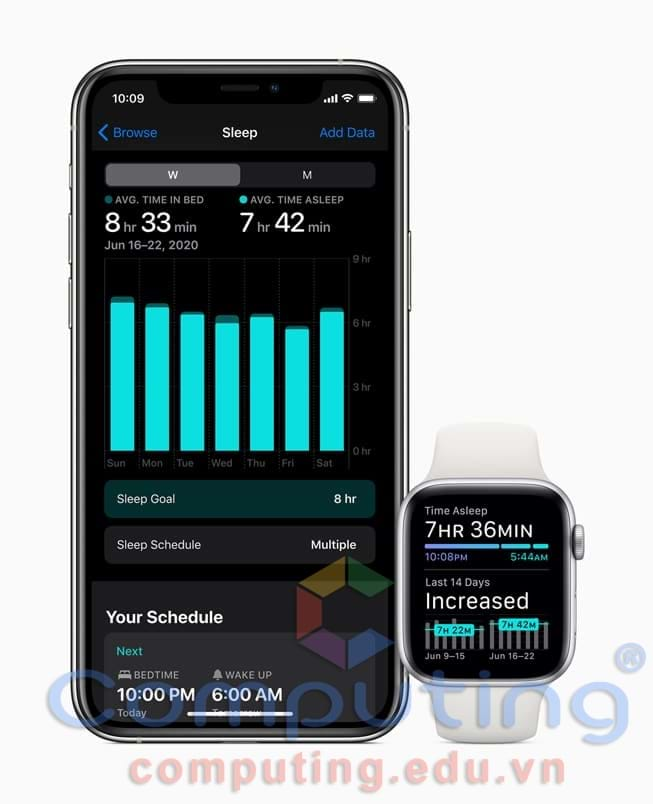 10:09
Browse Sleep Add Data
W M
AVG. TIME IN BED AVG. TIME ASLEEP
8 hr 33 min 7 hr 42 min
Jun 16–22, 2020
9 hr
6 hr
3 hr
0 hr
Sun Mon Tue Wed Thu Fri Sat
Sleep Goal 8 hr
Sleep Schedule Multiple
Your Schedule
Next
BEDTIME WAKE UP
10:00 PM 6:00 AM
Today Tomorrow
Time Asleep
7HR 36MIN
10:08PM 5:44AM
Last 14 Days
Increased
7H 22M 7H 42M
Jun 9–15 Jun 16–22
Computing®
computing.edu.vn